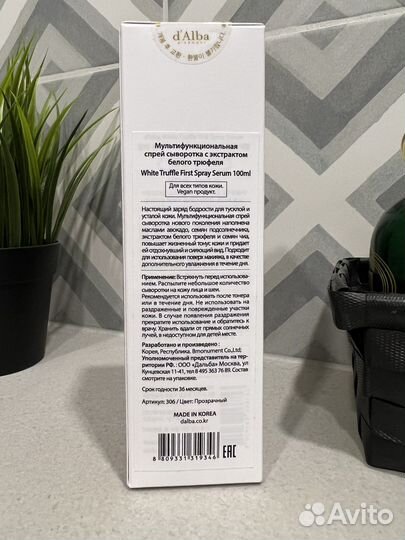 d'Alba
PIEDMONT
Мультифункциональная
спрей сыворотка с экстрактом
белого трюфеля
White Truffle First Spray Serum 100ml
Для всех типов кожи.
Vegan продукт.
Настоящий заряд бодрости для тусклой и
усталой кожи. Мультифункциональная спрей
сыворотка нового поколения наполнена
маслами авокадо, семян подсолнечника,
экстрактом белого трюфеля и семян чиа,
повышает жизненный тонус кожи и придает
ей отдохнувший и сияющий вид. Подходит
для использования поверх макияжа, в качестве
дополнительного увлажнения в течение дня.
Применение: Встряхнуть перед использова-
нием. Распылите небольшое количество
сыворотки на кожу лица и шеи.
Рекомендуется использовать после тонера
или в течение дня. Не использовать на
раздраженные и поврежденные участки
кожи. В случае появления раздражения
прекратите использование и обратитесь к
врачу. Хранить вдали от прямых солнечных
лучей, в недоступном для детей месте.
Разработано и произведено :
Корея, Республика. Bmonument Co.,Ltd;
Уполномоченный представитель на тер-
ритории РФ. : ООО «Дальба» Москва, ул
Кунцевская 11-41, тел 8 495 363 76 89. Состав
смотрите на упаковке.
Срок годности 36 месяцев.
Артикул: 306 / Цвет: Прозрачный
MADE IN KOREA
dalba.co.kr
8 809331 319346
EAC
Avito